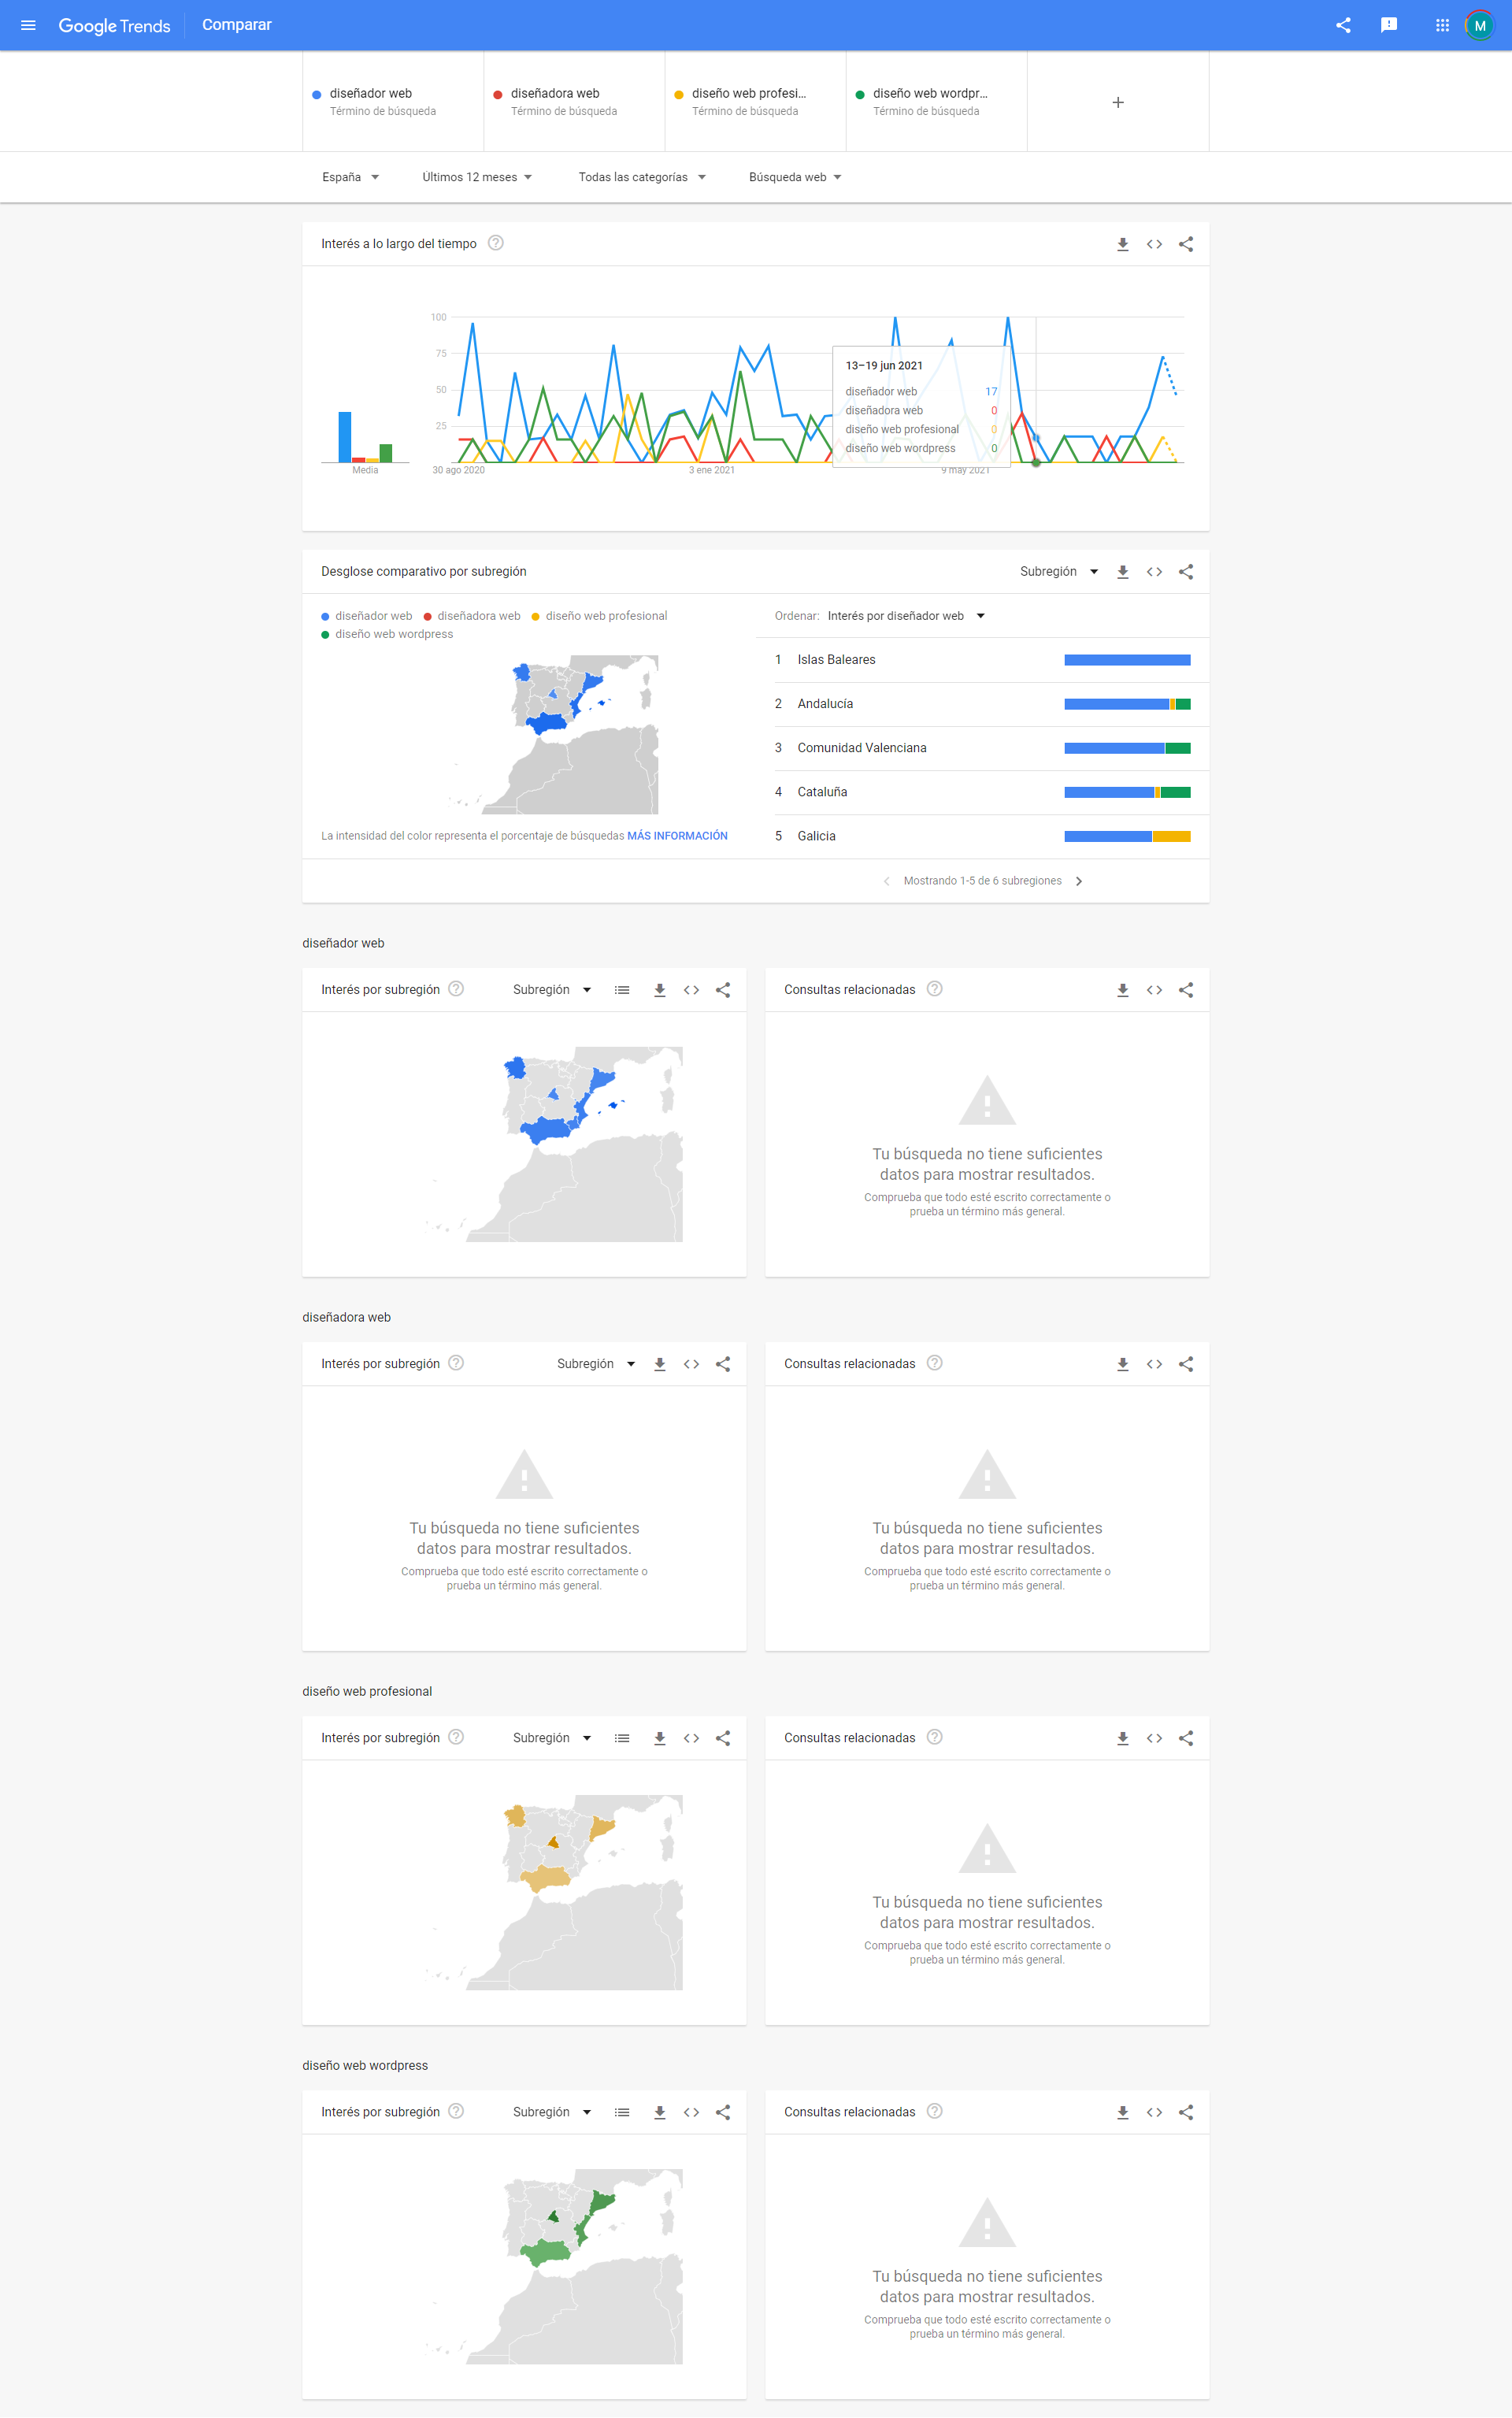 Google Trends
Comparar
M
diseñador web
Término de búsqueda
diseñadora web
Término de búsqueda
diseño web profesi...
Término de búsqueda
diseño web wordpr...
Término de búsqueda
+
España
Últimos 12 meses
Todas las categorías
Búsqueda web
Interés a lo largo del tiempo
100
75
50
25
Media
30 ago 2020
3 ene 2021
9 may 2021
13–19 jun 2021
diseñador web 17
diseñadora web 0
diseño web profesional 0
diseño web wordpress 0
Desglose comparativo por subregión
Subregión
diseñador web diseñadora web diseño web profesional
diseño web wordpress
La intensidad del color representa el porcentaje de búsquedas MÁS INFORMACIÓN
Ordenar: Interés por diseñador web
1 Islas Baleares
2 Andalucía
3 Comunidad Valenciana
4 Cataluña
5 Galicia
Mostrando 1-5 de 6 subregiones
diseñador web
Interés por subregión
Subregión
Consultas relacionadas
Tu búsqueda no tiene suficientes
datos para mostrar resultados.
Comprueba que todo esté escrito correctamente o
prueba un término más general.
diseñadora web
Interés por subregión
Subregión
Tu búsqueda no tiene suficientes
datos para mostrar resultados.
Comprueba que todo esté escrito correctamente o
prueba un término más general.
Consultas relacionadas
Tu búsqueda no tiene suficientes
datos para mostrar resultados.
Comprueba que todo esté escrito correctamente o
prueba un término más general.
diseño web profesional
Interés por subregión
Subregión
Consultas relacionadas
Tu búsqueda no tiene suficientes
datos para mostrar resultados.
Comprueba que todo esté escrito correctamente o
prueba un término más general.
diseño web wordpress
Interés por subregión
Subregión
Consultas relacionadas
Tu búsqueda no tiene suficientes
datos para mostrar resultados.
Comprueba que todo esté escrito correctamente o
prueba un término más general.